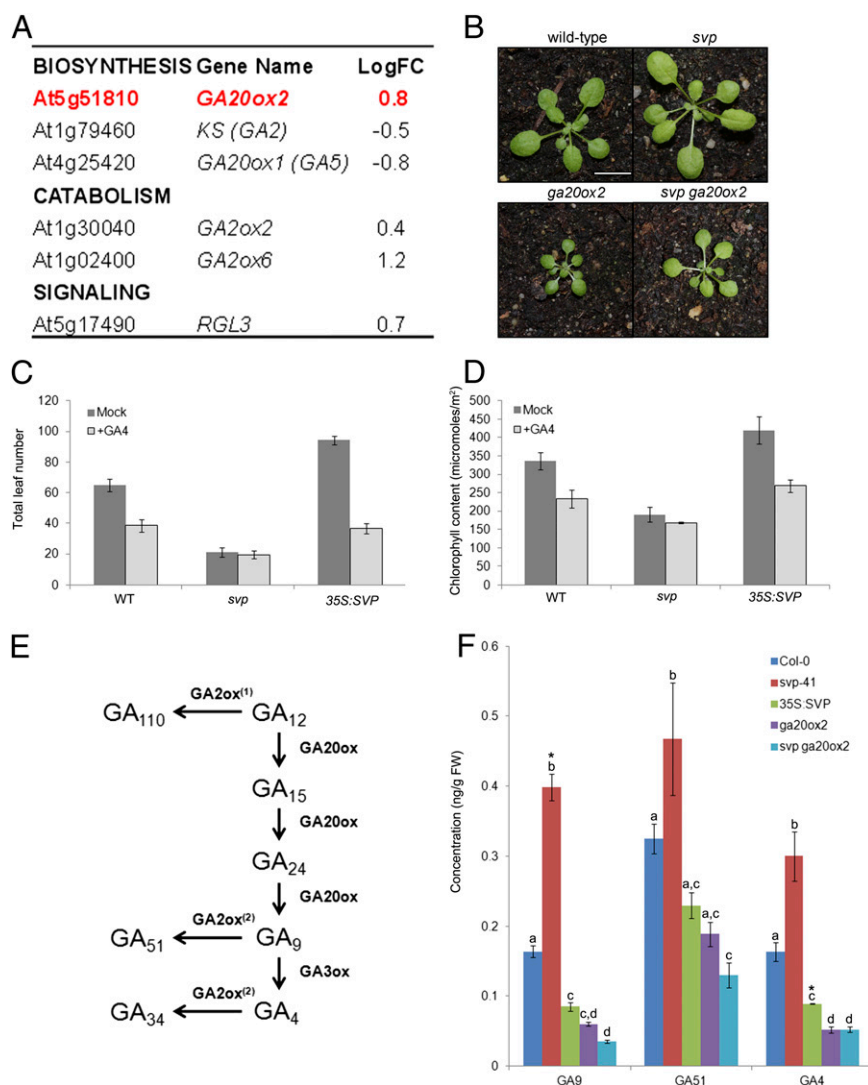 A
BIOSYNTHESIS Gene Name LogFC
At5g51810 GA20ox2 0.8
At1g79460 KS (GA2) -0.5
At4g25420 GA20ox1 (GA5) -0.8
CATABOLISM
At1g30040 GA2ox2 0.4
At1g02400 GA2ox6 1.2
SIGNALING
At5g17490 RGL3 0.7
B
wild-type svp
ga20ox2 svp ga20ox2
C
Total leaf number
120
100
80
60
40
20
0
Mock
+GA4
WT svp 35S:SVP
D
Chlorophyll content (micromoles/m²)
500
450
400
350
300
250
200
150
100
50
0
Mock
+GA4
WT svp 35S:SVP
E
GA110 GA2ox(1) GA12
GA20ox
GA15
GA20ox
GA24
GA20ox
GA51 GA2ox(2) GA9
GA3ox
GA34 GA2ox(2) GA4
F
Concentration (ng/g FW)
0.6
0.5
0.4
0.3
0.2
0.1
0
Col-0
svp-41
35S:SVP
ga20ox2
svp ga20ox2
a
*
b
c
c,d
d
a
b
a,c
a,c
c
a
b
*
c
d
d
GA9 GA51 GA4